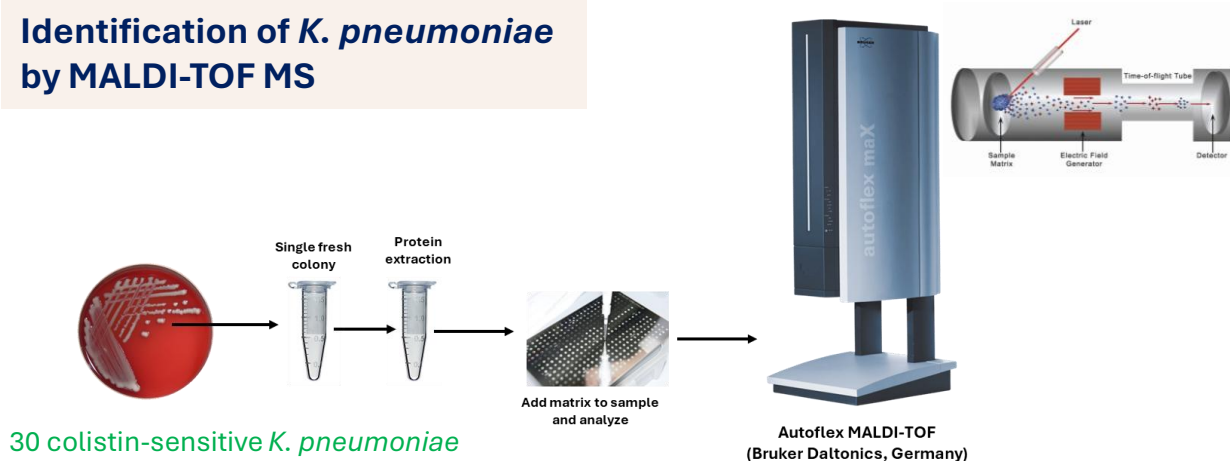 Identification of K. pneumoniae
by MALDI-TOF MS
Laser
Time-of-flight Tube
Sample
Matrix
Electric Field
Generator
Detector
BRUKER
autoflex maX
Single fresh
colony
Protein
extraction
Add matrix to sample
and analyze
30 colistin-sensitive K. pneumoniae
Autoflex MALDI-TOF
(Bruker Daltonics, Germany)